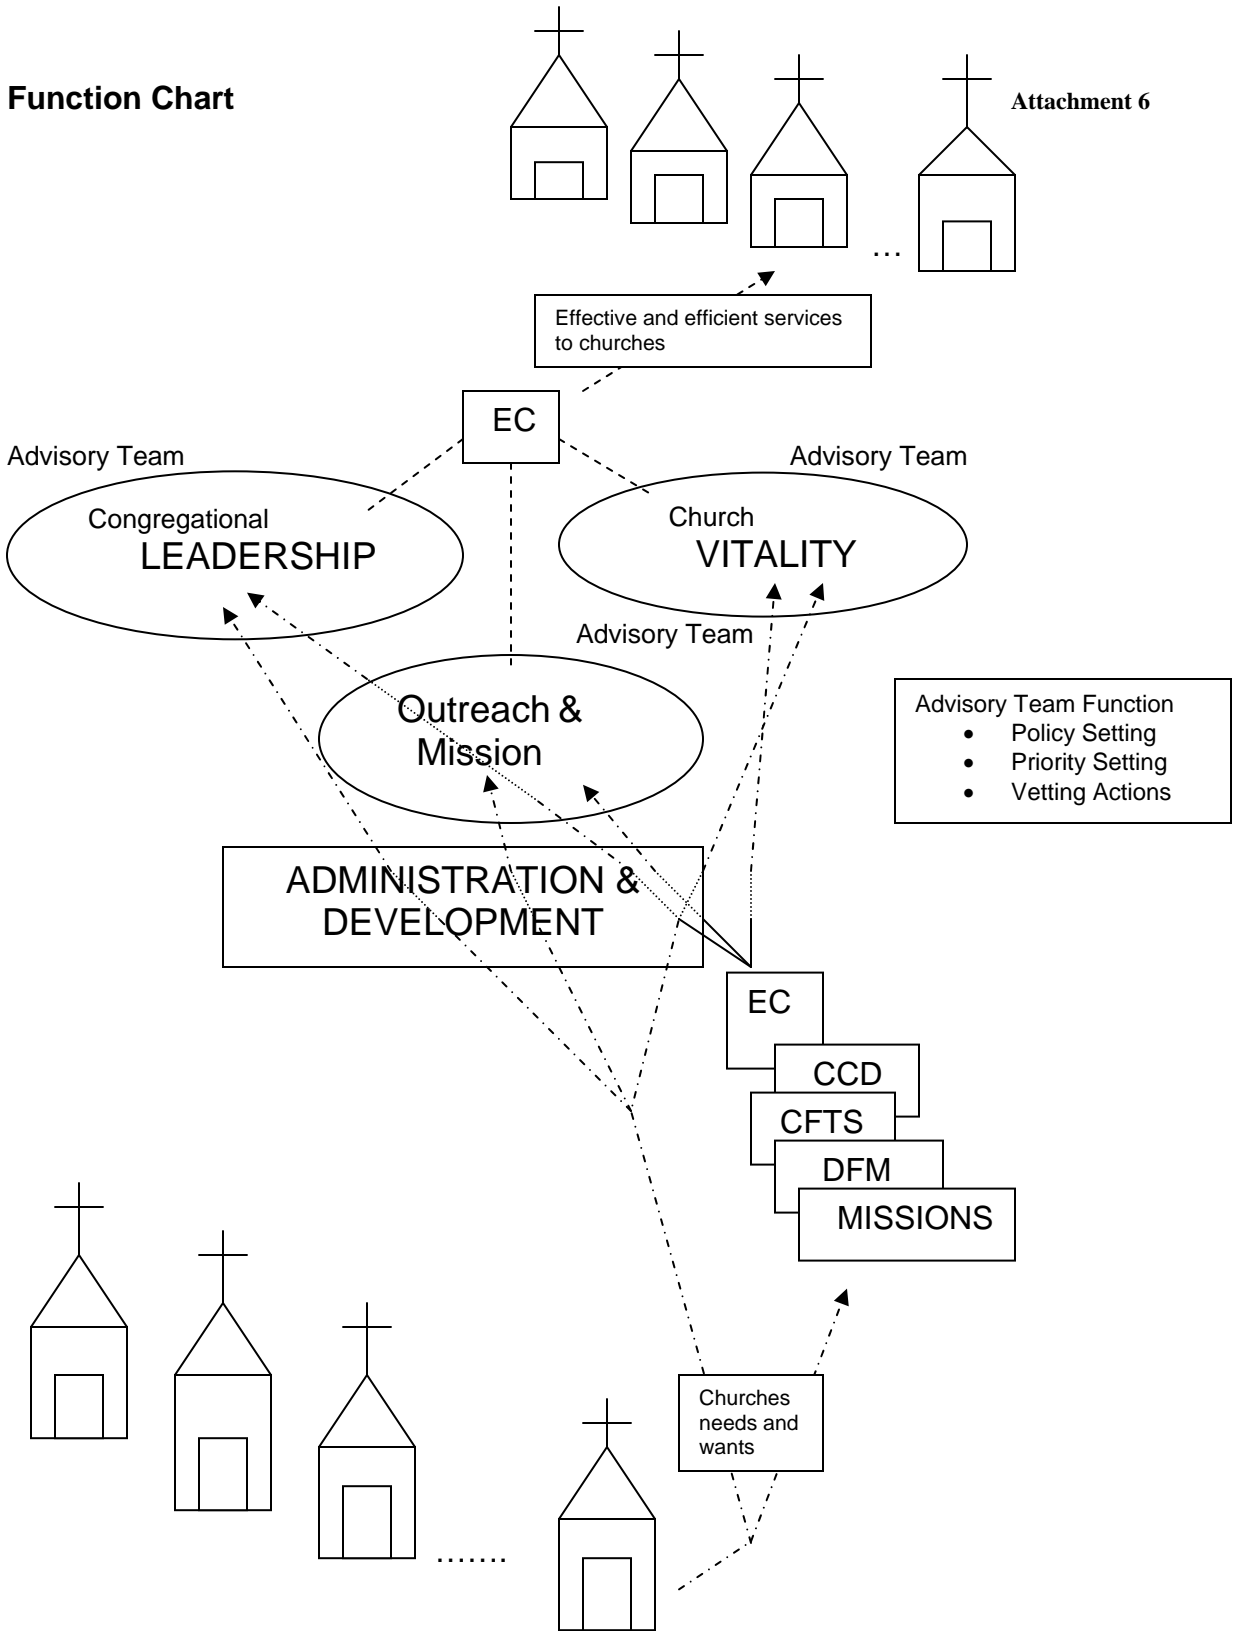 Function Chart
Attachment 6
...
Effective and efficient services
to churches
EC
Advisory Team
Advisory Team
Congregational
LEADERSHIP
Church
VITALITY
Advisory Team
Outreach &
Mission
Advisory Team Function
• Policy Setting
• Priority Setting
• Vetting Actions
ADMINISTRATION &
DEVELOPMENT
EC
CCD
CFTS
DFM
MISSIONS
Churches
needs and
wants
.......